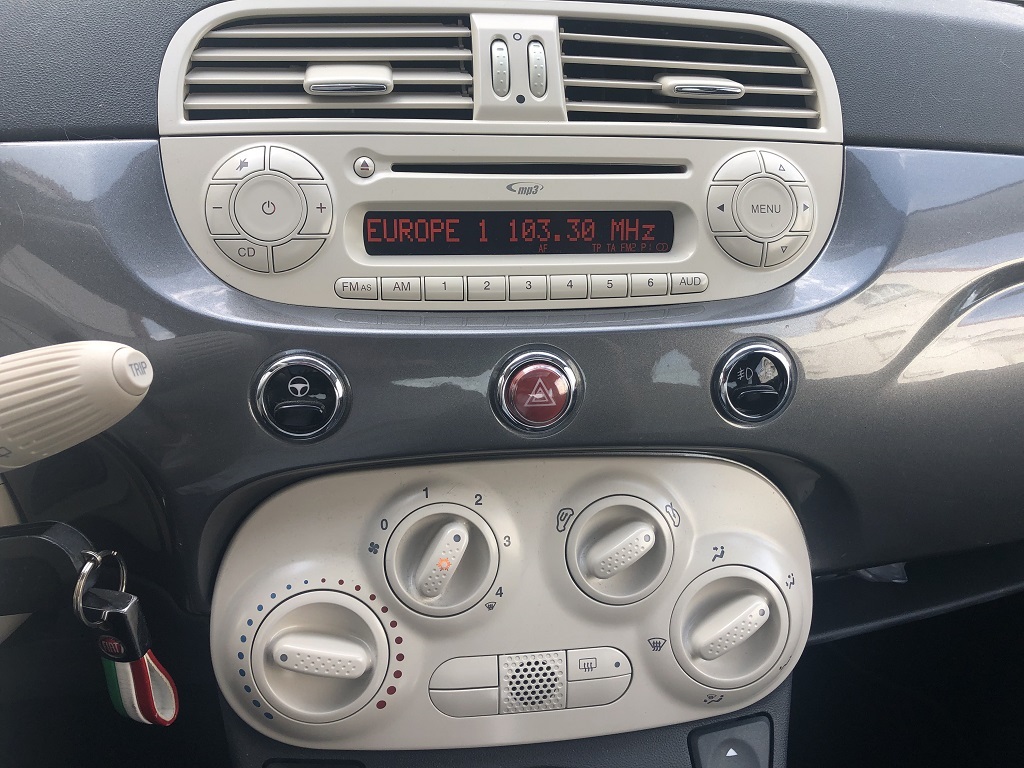 mp3
EUROPE 1 103.30 MHz
AF TP TA FM2 P: CD
− + CD
MENU
FM AS AM 1 2 3 4 5 6 AUD
TRIP
0 1 2 3 4
FIAT